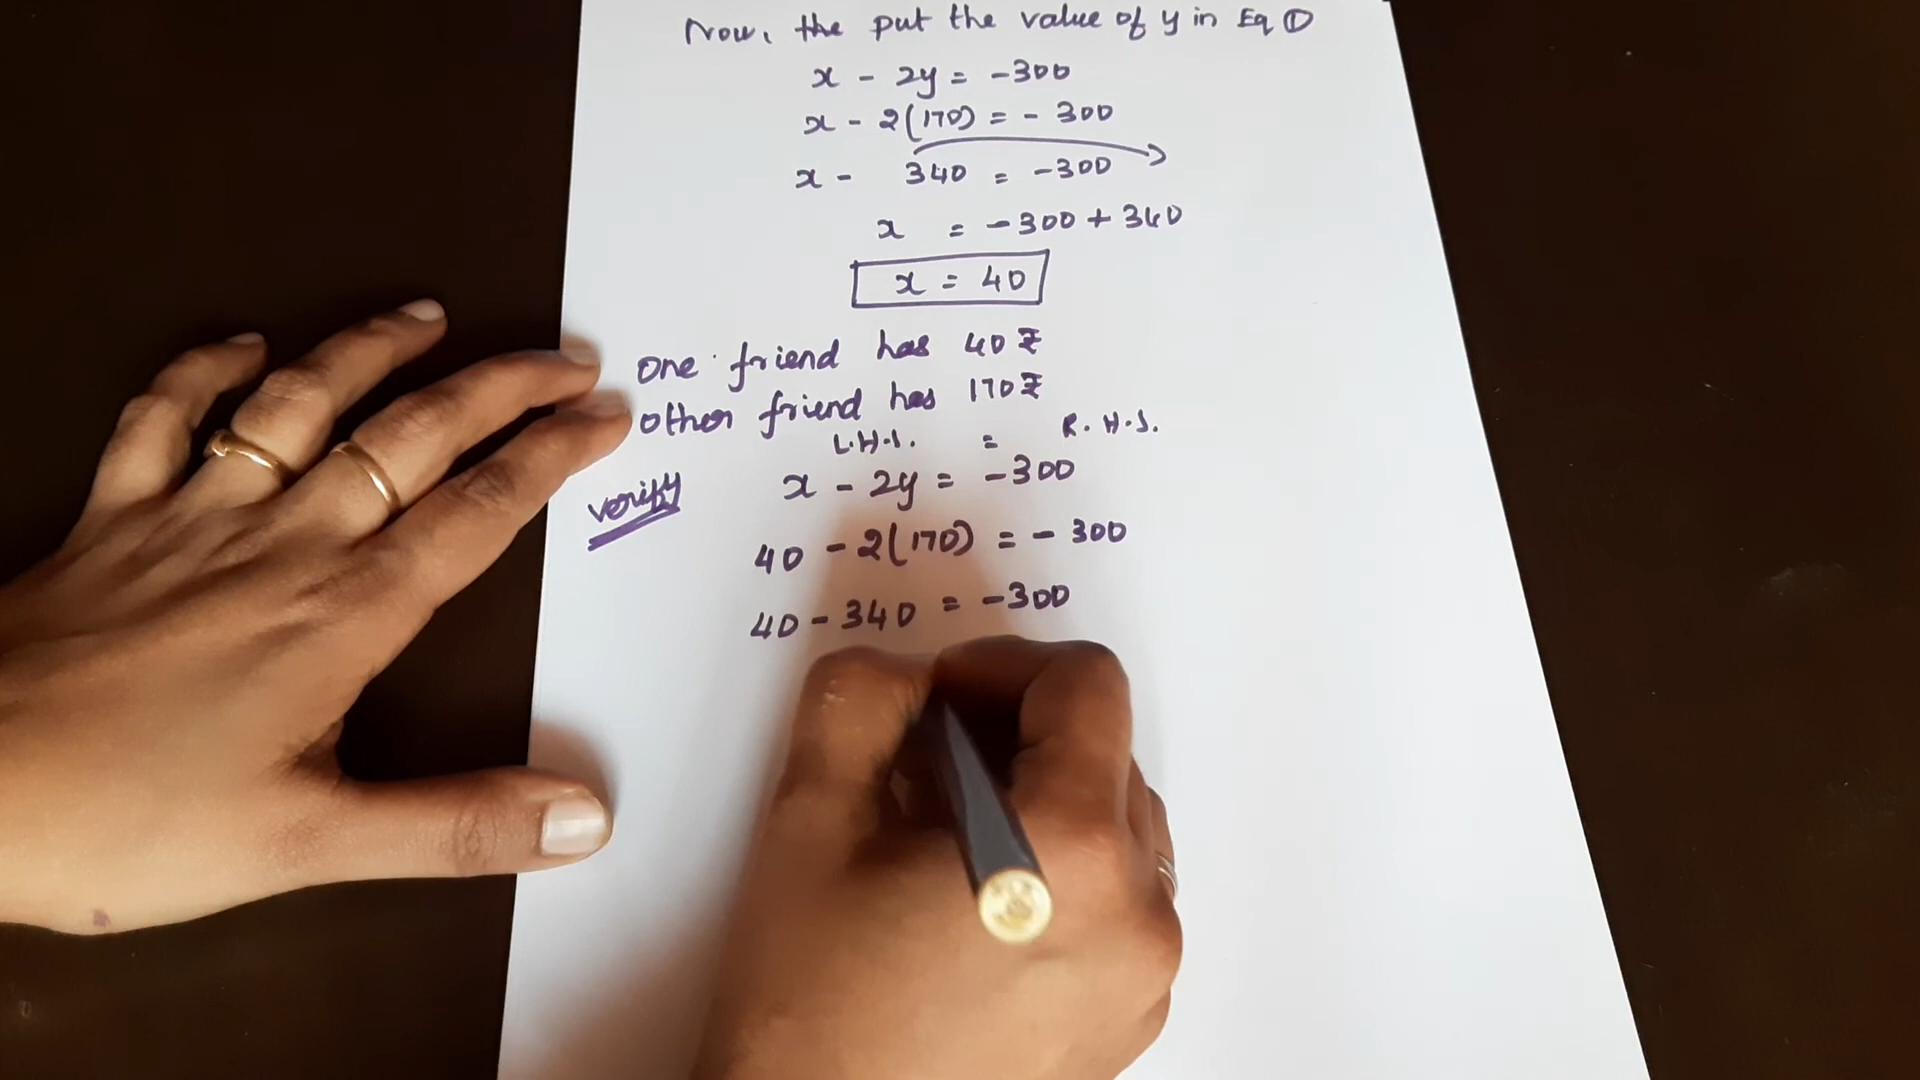 Now, the put the value of y in Eq ①
x - 2y = -300
x - 2(170) = - 300
x - 340 = -300
x = -300 + 340
x = 40
One friend has 40₹
other friend has 170₹
L.H.S. = R.H.S.
verify x - 2y = -300
40 - 2(170) = - 300
40 - 340 = -300